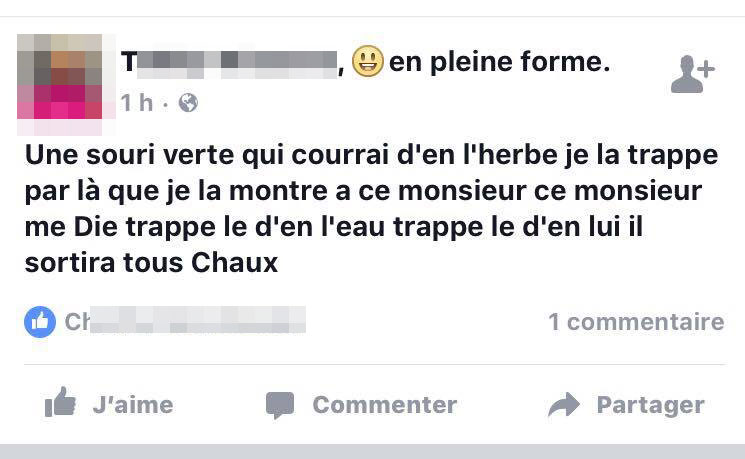 T , en pleine forme.
1 h ·
Une souri verte qui courrai d'en l'herbe je la trappe
par là que je la montre a ce monsieur ce monsieur
me Die trappe le d'en l'eau trappe le d'en lui il
sortira tous Chaux
1 commentaire
J'aime Commenter Partager